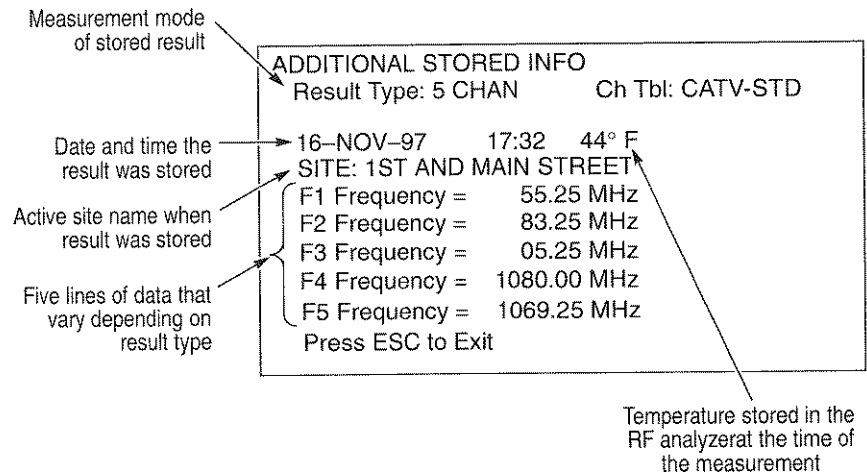 Measurement mode
of stored result
ADDITIONAL STORED INFO
Result Type: 5 CHAN Ch Tbl: CATV-STD
Date and time the
result was stored
16–NOV–97 17:32 44° F
SITE: 1ST AND MAIN STREET
Active site name when
result was stored
F1 Frequency = 55.25 MHz
F2 Frequency = 83.25 MHz
F3 Frequency = 05.25 MHz
F4 Frequency = 1080.00 MHz
F5 Frequency = 1069.25 MHz
Five lines of data that
vary depending on
result type
Press ESC to Exit
Temperature stored in the
RF analyzerat the time of
the measurement